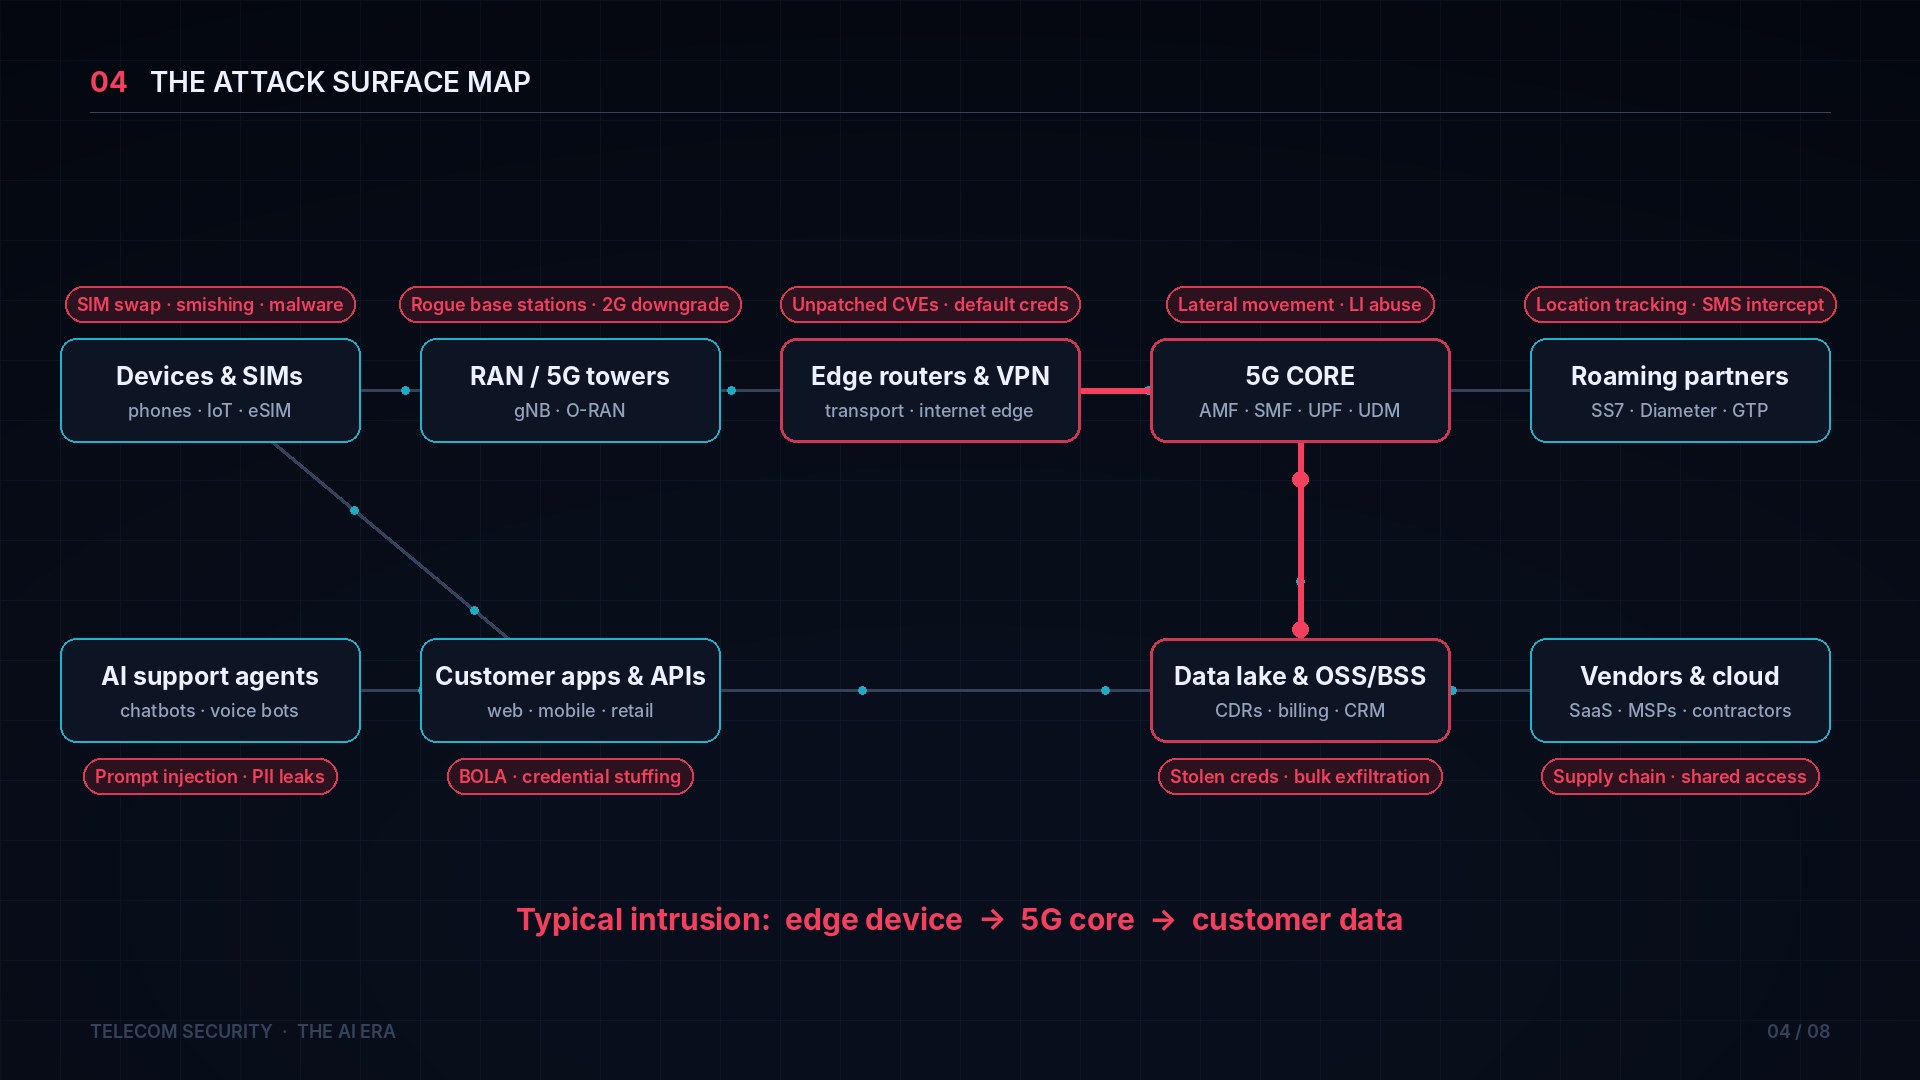 04 THE ATTACK SURFACE MAP
SIM swap · smishing · malware
Rogue base stations · 2G downgrade
Unpatched CVEs · default creds
Lateral movement · LI abuse
Location tracking · SMS intercept
Devices & SIMs
phones · IoT · eSIM
RAN / 5G towers
gNB · O-RAN
Edge routers & VPN
transport · internet edge
5G CORE
AMF · SMF · UPF · UDM
Roaming partners
SS7 · Diameter · GTP
AI support agents
chatbots · voice bots
Customer apps & APIs
web · mobile · retail
Data lake & OSS/BSS
CDRs · billing · CRM
Vendors & cloud
SaaS · MSPs · contractors
Prompt injection · PII leaks
BOLA · credential stuffing
Stolen creds · bulk exfiltration
Supply chain · shared access
Typical intrusion: edge device → 5G core → customer data
TELECOM SECURITY · THE AI ERA
04 / 08